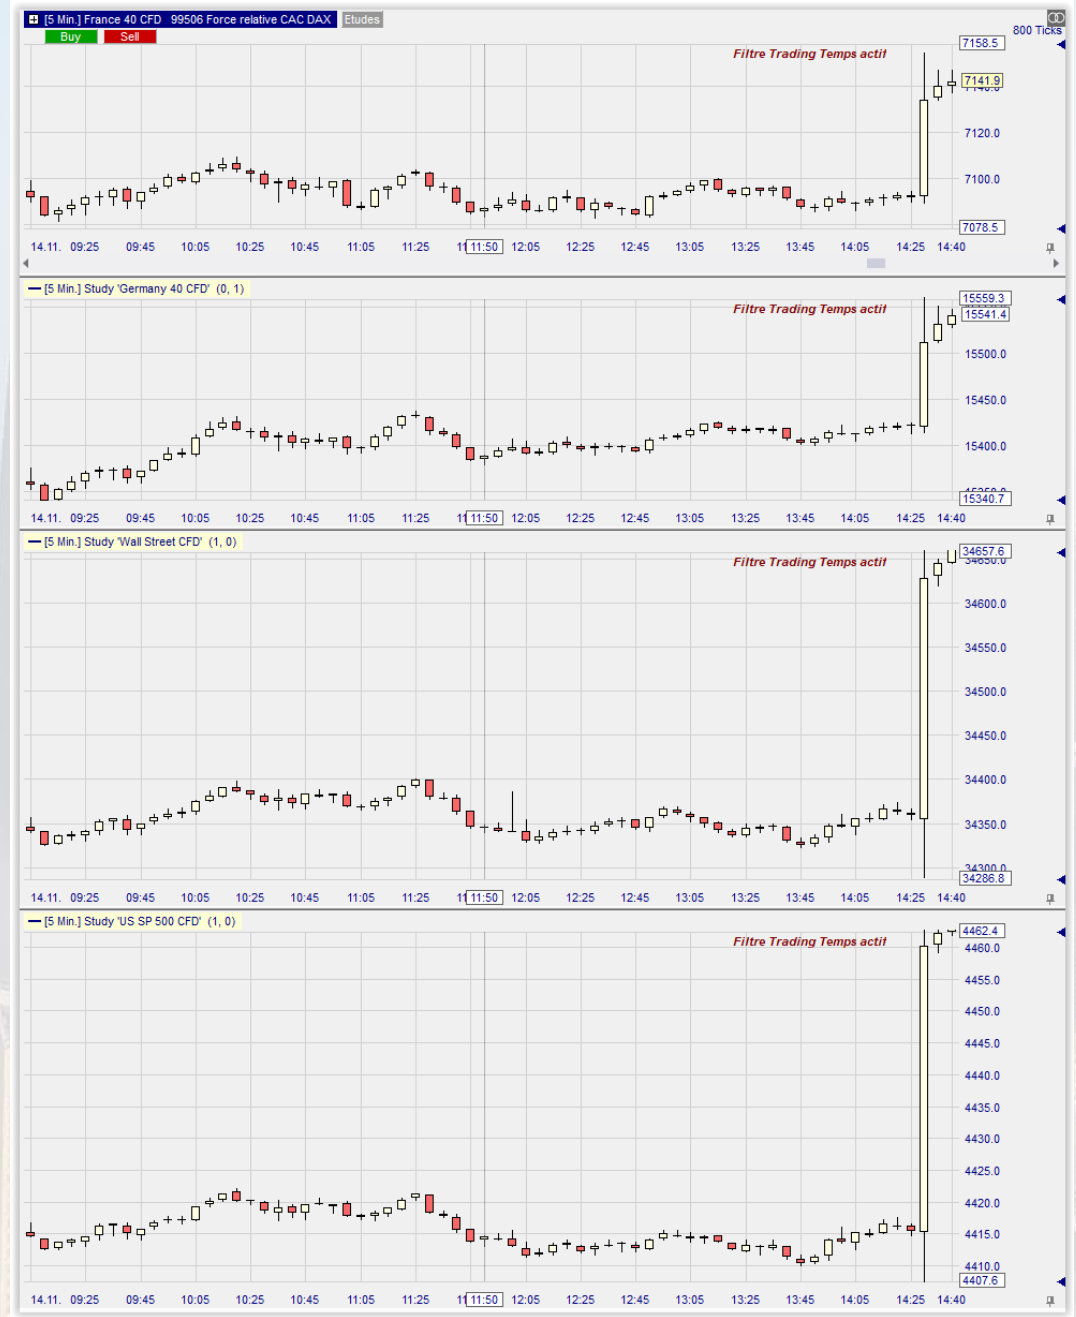 [5 Min.] France 40 CFD 99506 Force relative CAC DAX Etudes
800 Ticks
Buy Sell
Filtre Trading Temps actif
7158.5
7141.9
7120.0
7100.0
7078.5
14.11. 09:25 09:45 10:05 10:25 10:45 11:05 11:25 11:50 12:05 12:25 12:45 13:05 13:25 13:45 14:05 14:25 14:40
[5 Min.] Study 'Germany 40 CFD' (0, 1)
Filtre Trading Temps actif
15559.3
15541.4
15500.0
15450.0
15400.0
15340.7
14.11. 09:25 09:45 10:05 10:25 10:45 11:05 11:25 11:50 12:05 12:25 12:45 13:05 13:25 13:45 14:05 14:25 14:40
[5 Min.] Study 'Wall Street CFD' (1, 0)
Filtre Trading Temps actif
34657.6
34650.0
34600.0
34550.0
34500.0
34450.0
34400.0
34350.0
34300.0
34286.8
14.11. 09:25 09:45 10:05 10:25 10:45 11:05 11:25 11:50 12:05 12:25 12:45 13:05 13:25 13:45 14:05 14:25 14:40
[5 Min.] Study 'US SP 500 CFD' (1, 0)
Filtre Trading Temps actif
4462.4
4460.0
4455.0
4450.0
4445.0
4440.0
4435.0
4430.0
4425.0
4420.0
4415.0
4410.0
4407.6
14.11. 09:25 09:45 10:05 10:25 10:45 11:05 11:25 11:50 12:05 12:25 12:45 13:05 13:25 13:45 14:05 14:25 14:40